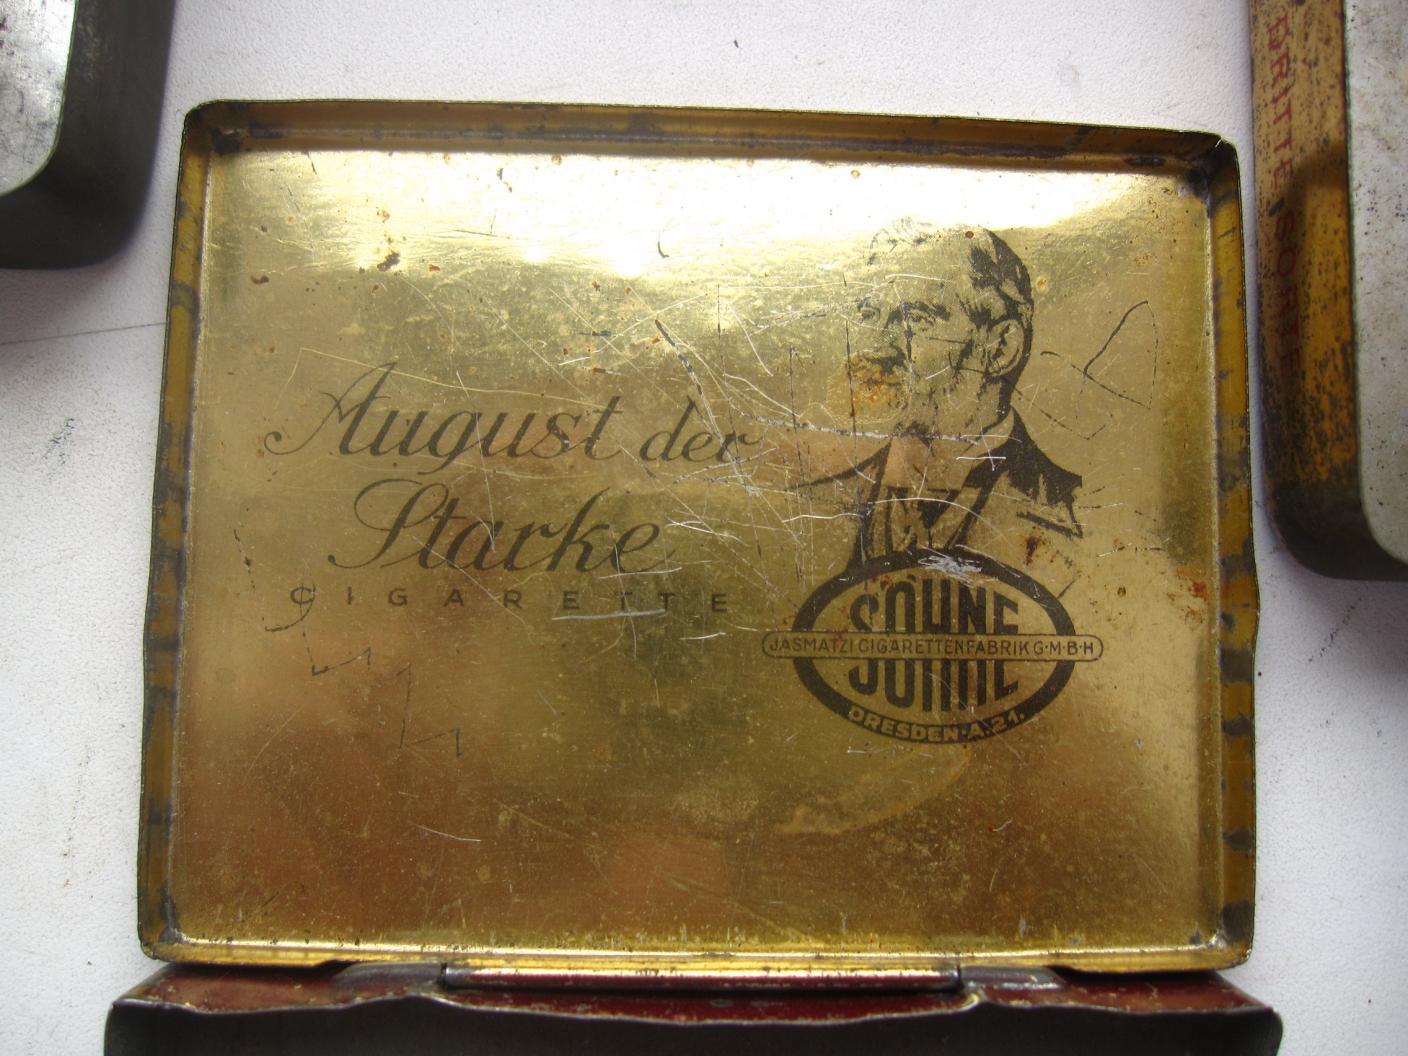 August der
Starke
CIGARETTE
SÖHNE
JASMATZI CIGARETTENFABRIK G·M·B·H
SÖHNE
DRESDEN·A.21.
DRITTE SORTE